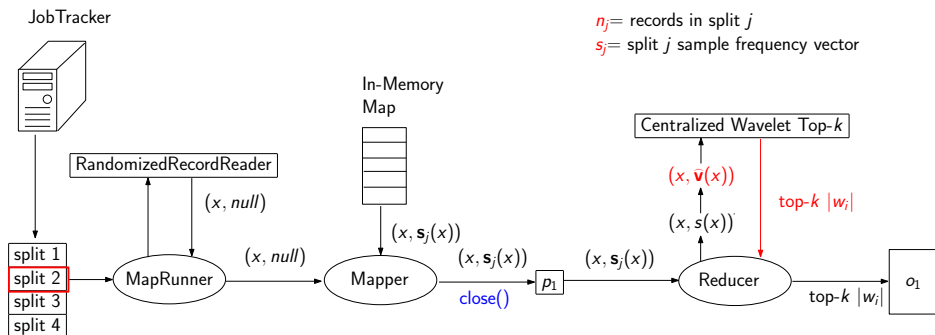 JobTracker
n_j= records in split j
s_j= split j sample frequency vector
In-Memory
Map
Centralized Wavelet Top-k
RandomizedRecordReader
(x, v̂(x))
(x, null)
top-k |w_i|
(x, s(x))
(x, s_j(x))
split 1
split 2
split 3
split 4
MapRunner
(x, null)
Mapper
(x, s_j(x))
close()
p_1
(x, s_j(x))
Reducer
top-k |w_i|
o_1